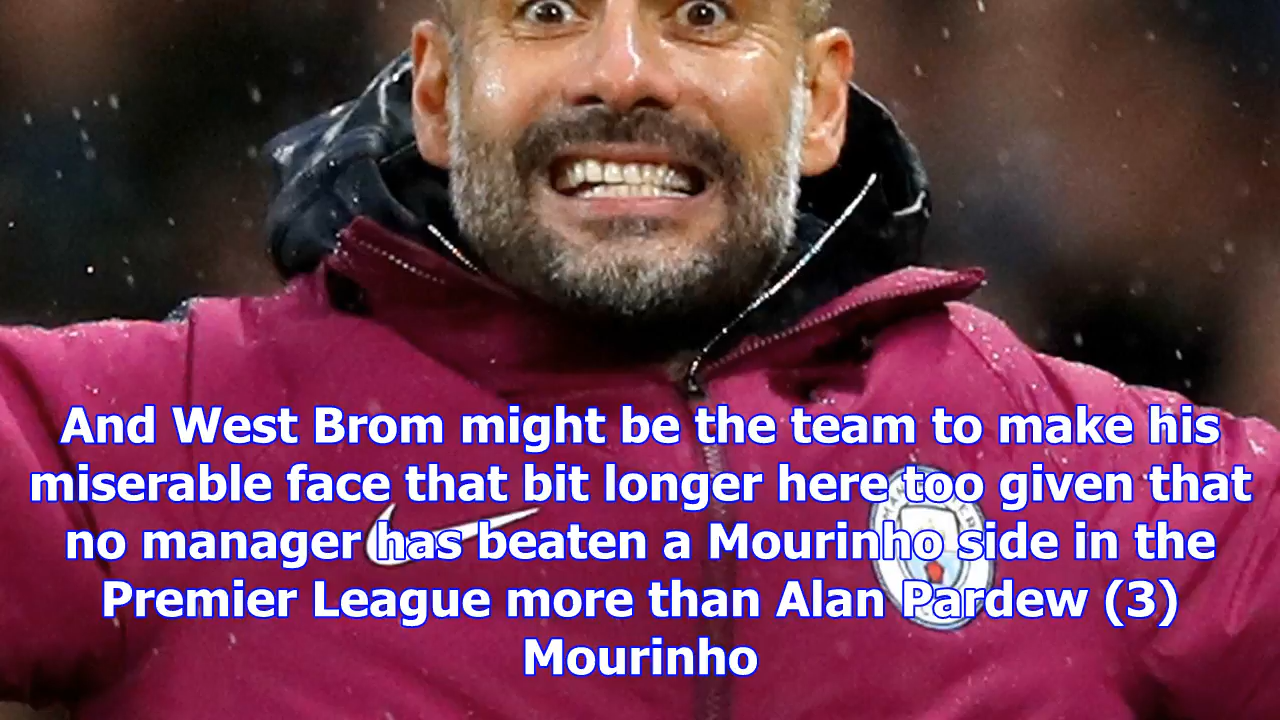 And West Brom might be the team to make his
miserable face that bit longer here too given that
no manager has beaten a Mourinho side in the
Premier League more than Alan Pardew (3)
Mourinho